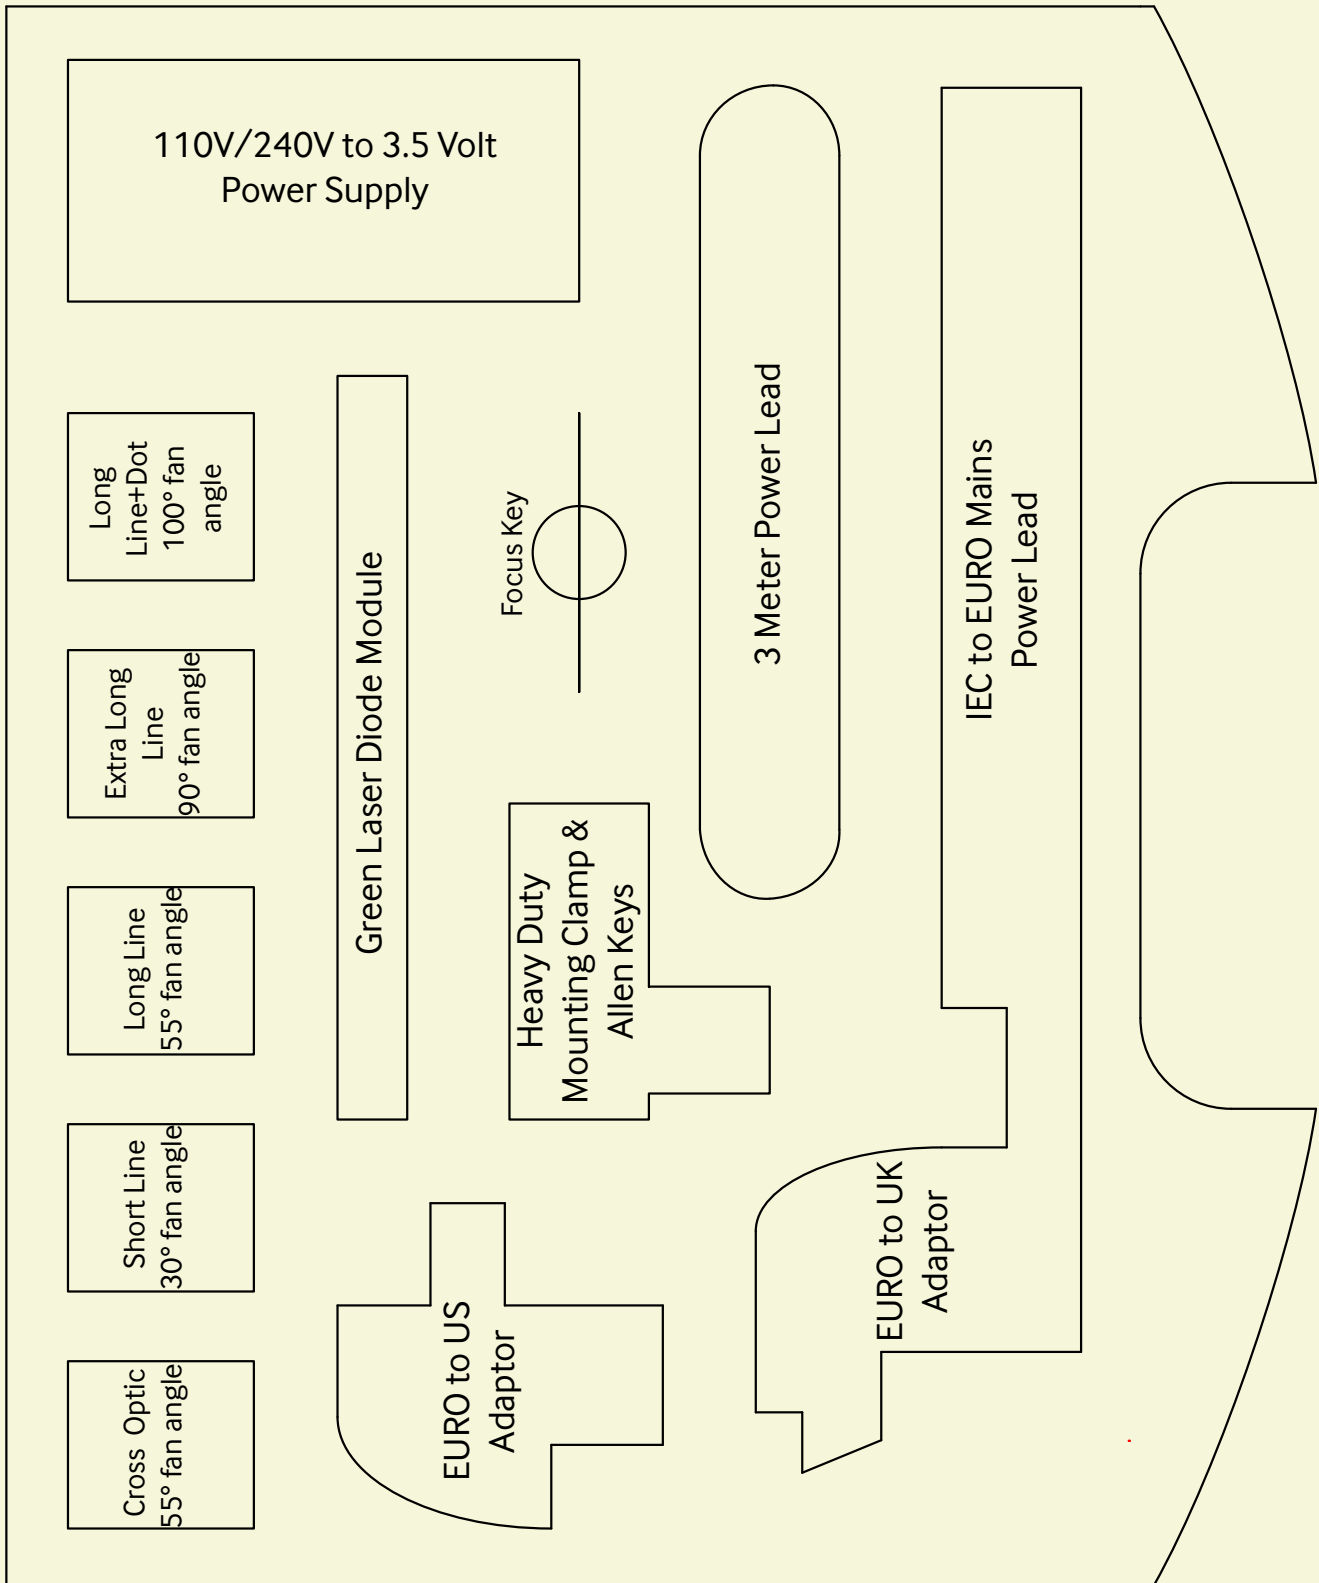 110V/240V to 3.5 Volt
Power Supply
Long
Line+Dot
100° fan
angle
Extra Long
Line
90° fan angle
Long Line
55° fan angle
Short Line
30° fan angle
Cross Optic
55° fan angle
Green Laser Diode Module
Focus Key
Heavy Duty
Mounting Clamp &
Allen Keys
EURO to US
Adaptor
3 Meter Power Lead
IEC to EURO Mains
Power Lead
EURO to UK
Adaptor